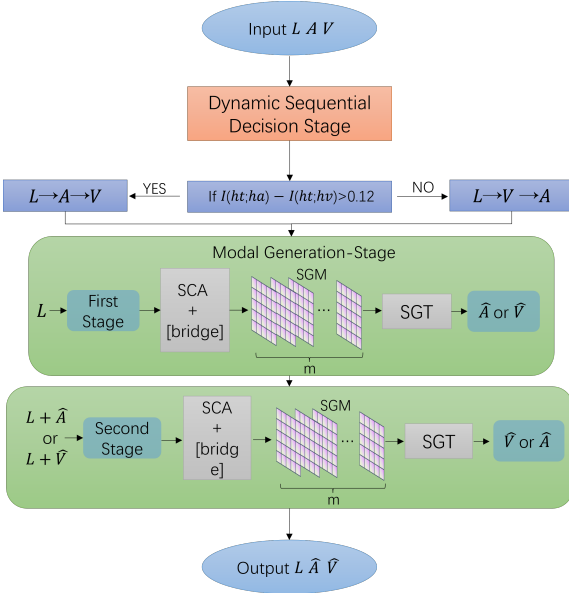 Input L A V
Dynamic Sequential
Decision Stage
YES
NO
L→A→V
If I(ht;ha) − I(ht;hv)>0.12
L→V →A
Modal Generation-Stage
SGM
L
First
Stage
SCA
+
[bridge]
...
SGT
Â or V̂
m
L + Â
or
L + V̂
Second
Stage
SCA
+
[bridg
e]
SGM
...
SGT
V̂ or Â
m
Output L Â V̂